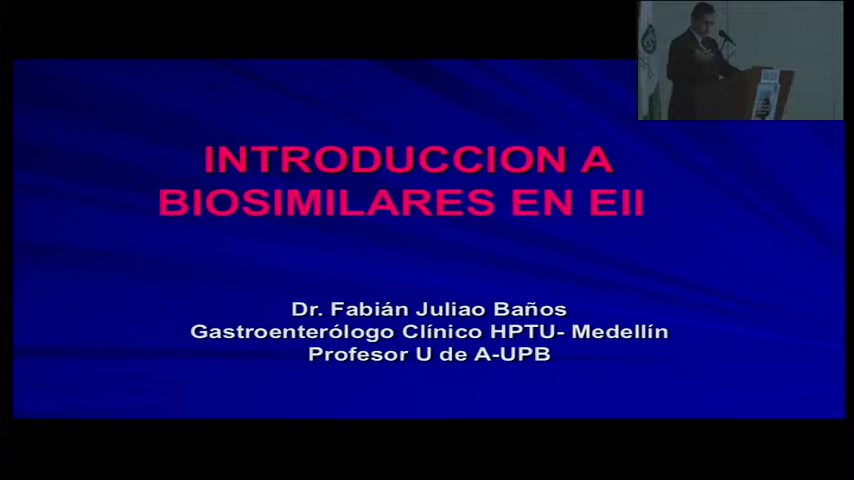 INTRODUCCION A
BIOSIMILARES EN EII
Dr. Fabián Juliao Baños
Gastroenterólogo Clínico HPTU- Medellín
Profesor U de A-UPB